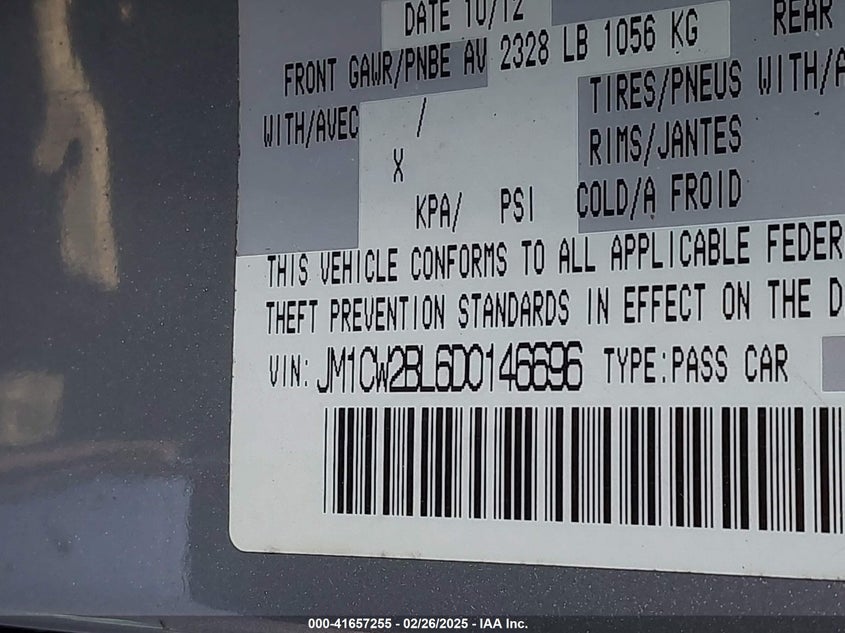 DATE 10/12
FRONT GAWR/PNBE AV 2328 LB 1056 KG REAR
WITH/AVEC / TIRES/PNEUS WITH/A
X RIMS/JANTES
KPA/ PSI COLD/A FROID
THIS VEHICLE CONFORMS TO ALL APPLICABLE FEDER
THEFT PREVENTION STANDARDS IN EFFECT ON THE D
VIN: JM1CW2BL6D0146696 TYPE:PASS CAR
000-41657255 - 02/26/2025 - IAA Inc.